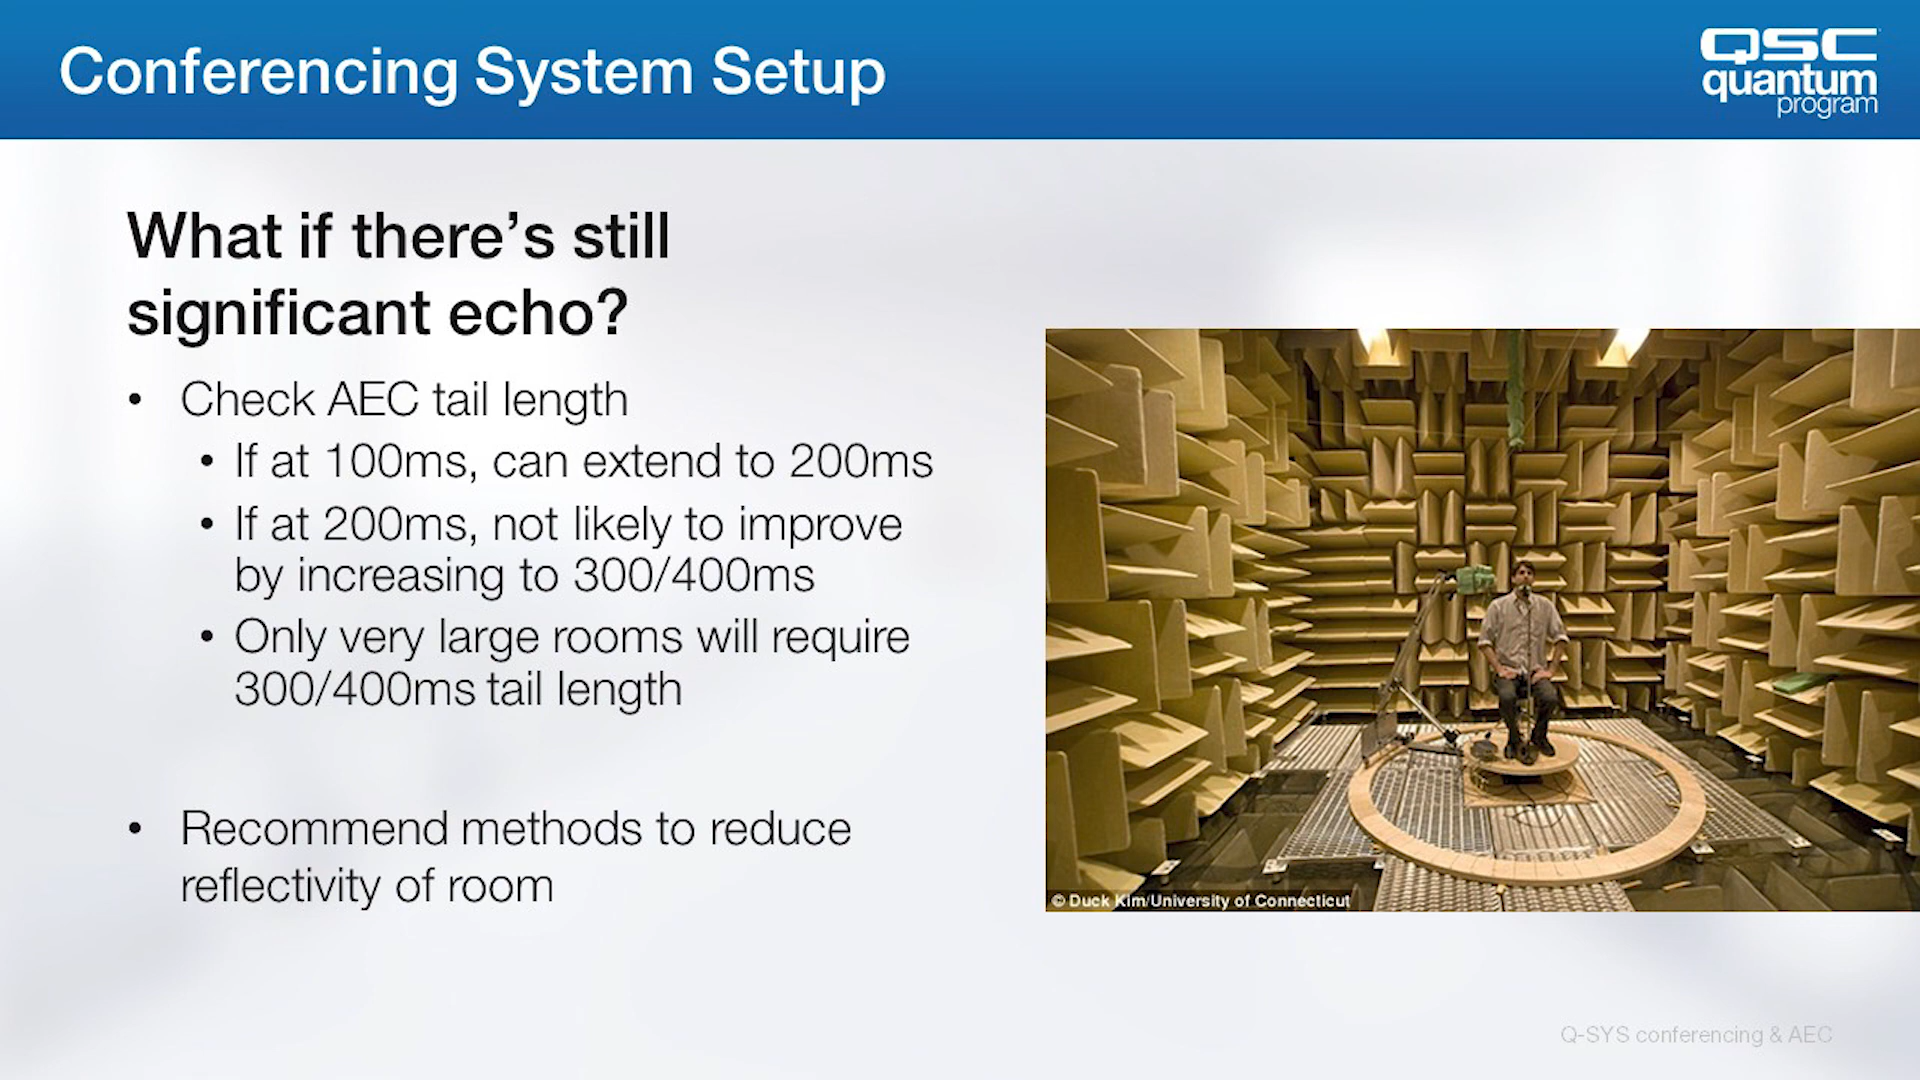 Conferencing System Setup
QSC
quantum
program
What if there's still
significant echo?
• Check AEC tail length
• If at 100ms, can extend to 200ms
• If at 200ms, not likely to improve
by increasing to 300/400ms
• Only very large rooms will require
300/400ms tail length
• Recommend methods to reduce
reflectivity of room
© Duck Kim/University of Connecticut
Q-SYS conferencing & AEC